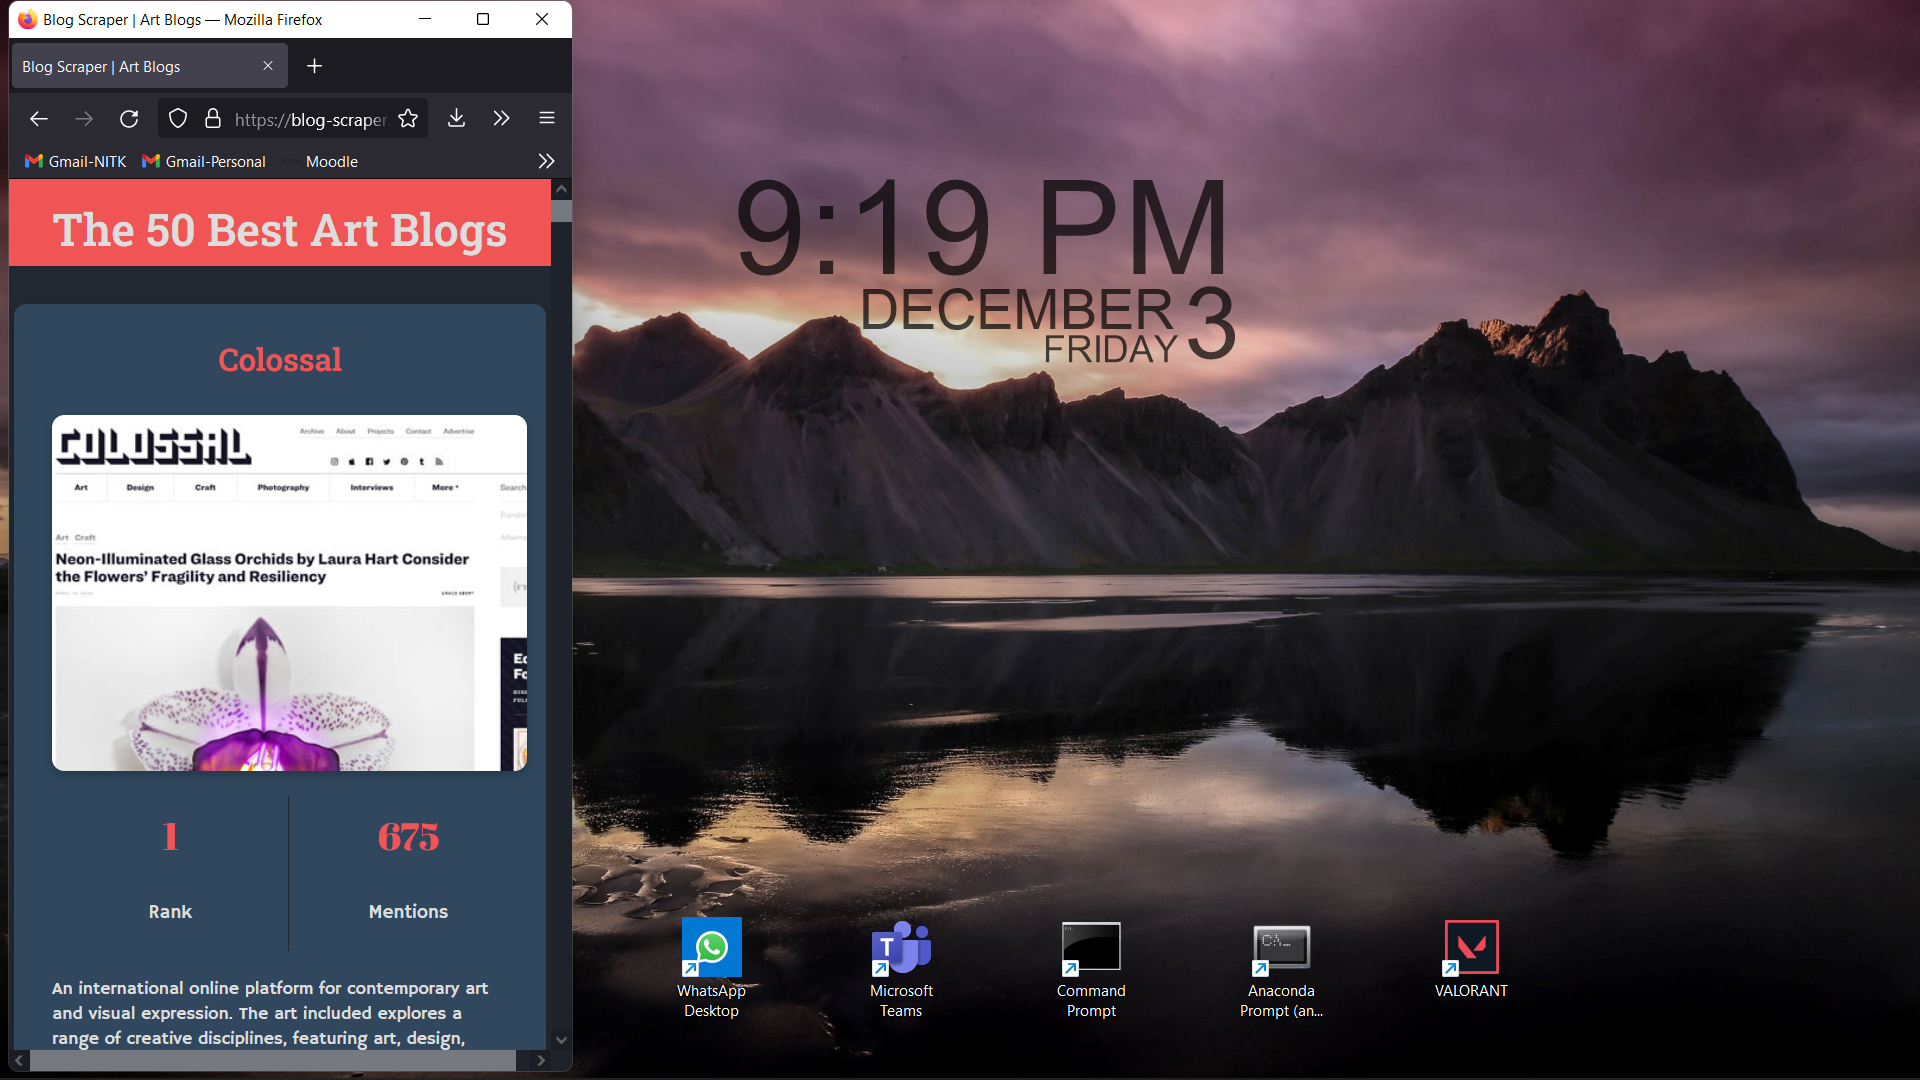 Blog Scraper | Art Blogs — Mozilla Firefox
Blog Scraper | Art Blogs
https://blog-scraper.
Gmail-NITK
Gmail-Personal
Moodle
The 50 Best Art Blogs
Colossal
COLOSSAL
Archive About Projects Contact Advertise
Art Design Craft Photography Interviews More
Search
Art Craft
Neon-Illuminated Glass Orchids by Laura Hart Consider
the Flowers' Fragility and Resiliency
1
Rank
675
Mentions
An international online platform for contemporary art
and visual expression. The art included explores a
range of creative disciplines, featuring art, design,
9:19 PM
DECEMBER 3
FRIDAY
WhatsApp
Desktop
T
Microsoft
Teams
Command
Prompt
C:\...
Anaconda
Prompt (an...
VALORANT